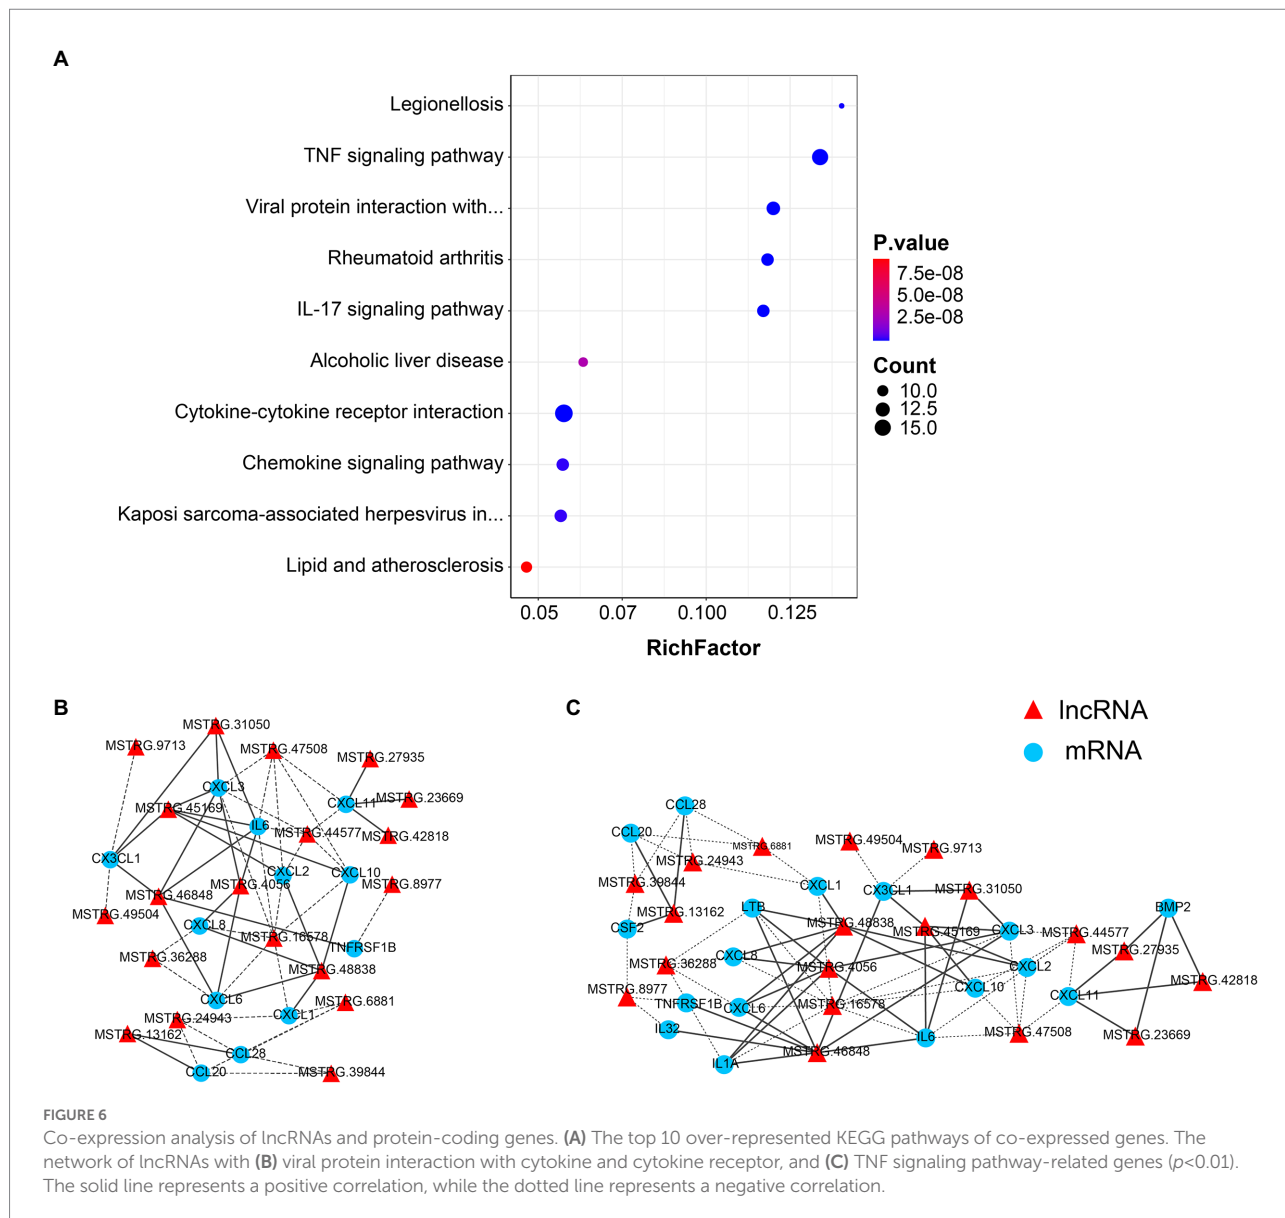 A
Legionellosis
TNF signaling pathway
Viral protein interaction with...
Rheumatoid arthritis
IL-17 signaling pathway
Alcoholic liver disease
Cytokine-cytokine receptor interaction
Chemokine signaling pathway
Kaposi sarcoma-associated herpesvirus in...
Lipid and atherosclerosis
0.05 0.07 0.100 0.125
RichFactor
P.value
7.5e-08
5.0e-08
2.5e-08
Count
10.0
12.5
15.0
B
MSTRG.31050
MSTRG.9713
MSTRG.47508
MSTRG.27935
CXCL3
MSTRG.23669
MSTRG.45169
CXCL11
IL6
MSTRG.44577
MSTRG.42818
CX3CL1
CXCL2
CXCL10
MSTRG.4056
MSTRG.8977
MSTRG.46848
MSTRG.49504
CXCL8
MSTRG.16578
TNFRSF1B
MSTRG.36288
MSTRG.48838
CXCL6
MSTRG.6881
MSTRG.24943
CXCL1
MSTRG.13162
CCL28
CCL20
MSTRG.39844
C
lncRNA
mRNA
CCL28
CCL20
MSTRG.6881
MSTRG.49504
MSTRG.9713
MSTRG.24943
MSTRG.39844
CXCL1
CX3CL1
MSTRG.31050
MSTRG.13162
LTB
BMP2
CSF2
MSTRG.48838
MSTRG.45169
CXCL3
MSTRG.44577
MSTRG.27935
CXCL8
MSTRG.36288
MSTRG.4056
CXCL2
MSTRG.42818
MSTRG.8977
CXCL10
CXCL11
TNFRSF1B
CXCL6
MSTRG.16578
IL32
IL6
MSTRG.47508
MSTRG.23669
MSTRG.46848
IL1A
FIGURE 6
Co-expression analysis of lncRNAs and protein-coding genes. (A) The top 10 over-represented KEGG pathways of co-expressed genes. The
network of lncRNAs with (B) viral protein interaction with cytokine and cytokine receptor, and (C) TNF signaling pathway-related genes (p<0.01).
The solid line represents a positive correlation, while the dotted line represents a negative correlation.